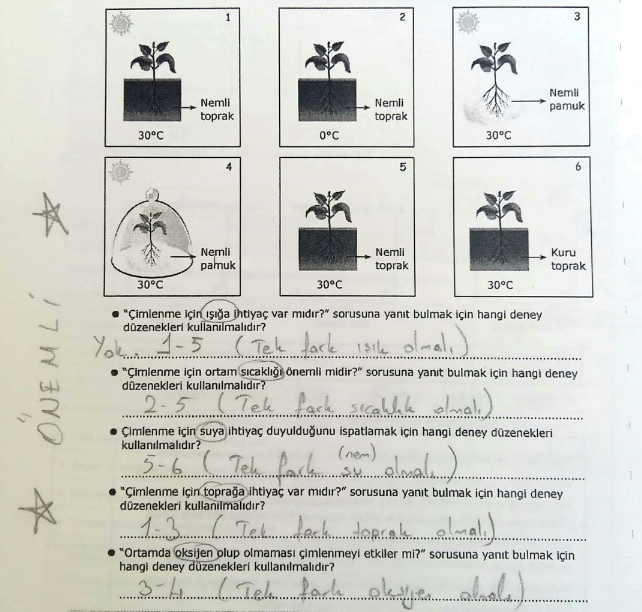 1
Nemli
toprak
30°C
2
Nemli
toprak
0°C
3
Nemli
pamuk
30°C
4
Nemli
pamuk
30°C
5
Nemli
toprak
30°C
6
Kuru
toprak
30°C
ÖNEMLİ
• "Çimlenme için ışığa ihtiyaç var mıdır?" sorusuna yanıt bulmak için hangi deney
düzenekleri kullanılmalıdır?
Yok. 1-5 (Tek fark ışık olmalı)
• "Çimlenme için ortam sıcaklığı önemli midir?" sorusuna yanıt bulmak için hangi deney
düzenekleri kullanılmalıdır?
2-5 (Tek fark sıcaklık olmalı)
• Çimlenme için suya ihtiyaç duyulduğunu ispatlamak için hangi deney düzenekleri
kullanılmalıdır?
(nem)
5-6 (Tek fark su olmalı)
• "Çimlenme için toprağa ihtiyaç var mıdır?" sorusuna yanıt bulmak için hangi deney
düzenekleri kullanılmalıdır?
1-3 (Tek fark toprak olmalı)
• "Ortamda oksijen olup olmaması çimlenmeyi etkiler mi?" sorusuna yanıt bulmak için
hangi deney düzenekleri kullanılmalıdır?
3-4 (Tek fark oksijen olmalı)